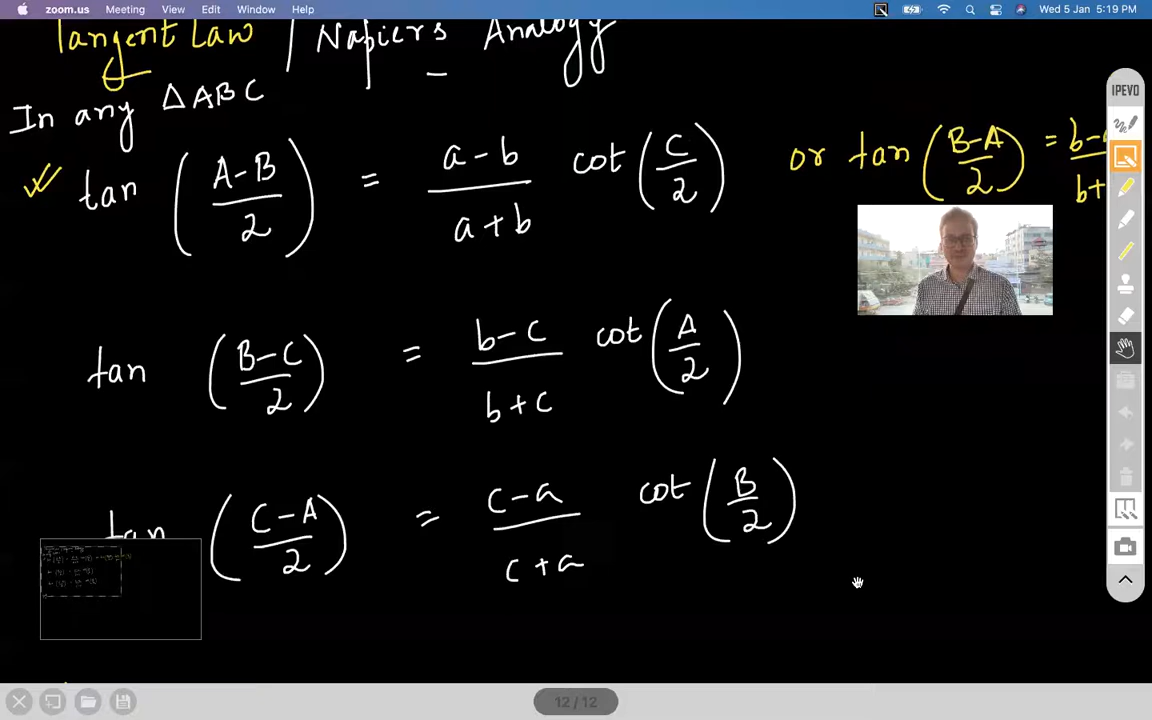 zoom.us Meeting View Edit Window Help Wed 5 Jan 5:19 PM
Tangent Law / Napier's Analogy
IPEVO
In any △ABC
tan (A-B/2) = a-b/a+b cot (C/2) or tan (B-A/2) = b-/b+
tan (B-C/2) = b-c/b+c cot (A/2)
tan (C-A/2) = c-a/c+a cot (B/2)
12/12